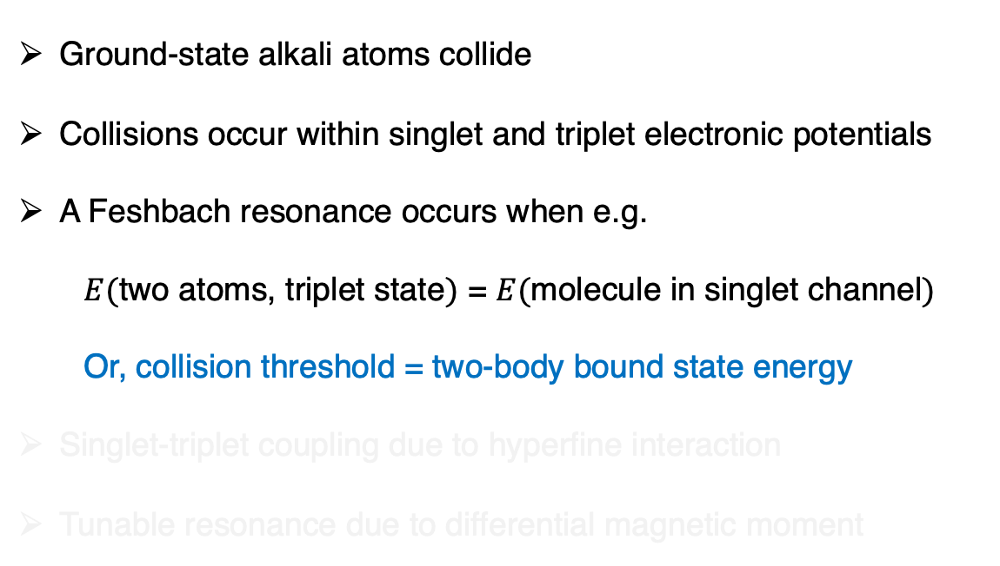 ➢ Ground-state alkali atoms collide
➢ Collisions occur within singlet and triplet electronic potentials
➢ A Feshbach resonance occurs when e.g.
𝐸(two atoms, triplet state) = 𝐸(molecule in singlet channel)
Or, collision threshold = two-body bound state energy
➢ Singlet-triplet coupling due to hyperfine interaction
➢ Tunable resonance due to differential magnetic moment